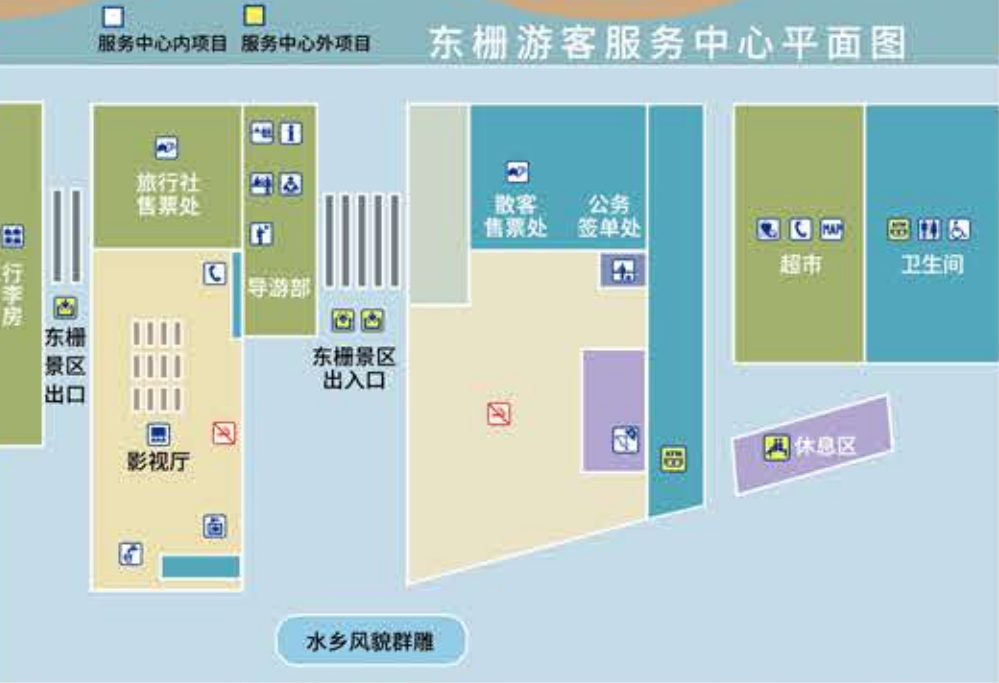 服务中心内项目 服务中心外项目
东栅游客服务中心平面图
旅行社
售票处
散客
售票处
公务
签单处
MAP
超市
卫生间
行李房
导游部
东栅
景区
出口
东栅景区
出入口
影视厅
休息区
水乡风貌群雕